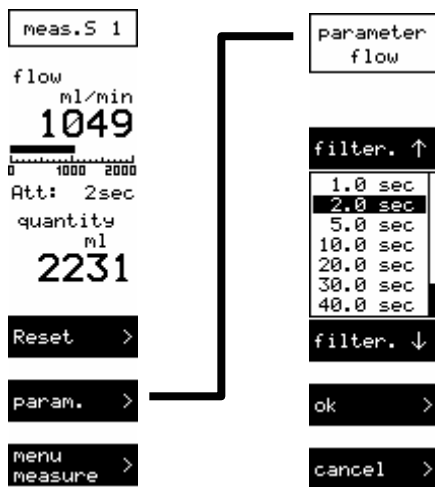 meas.S 1
flow
ml/min
1049
0 1000 2000
Att: 2sec
quantity
ml
2231
Reset >
param. >
menu
measure >
parameter
flow
filter. ↑
1.0 sec
2.0 sec
5.0 sec
10.0 sec
20.0 sec
30.0 sec
40.0 sec
filter. ↓
ok >
cancel >